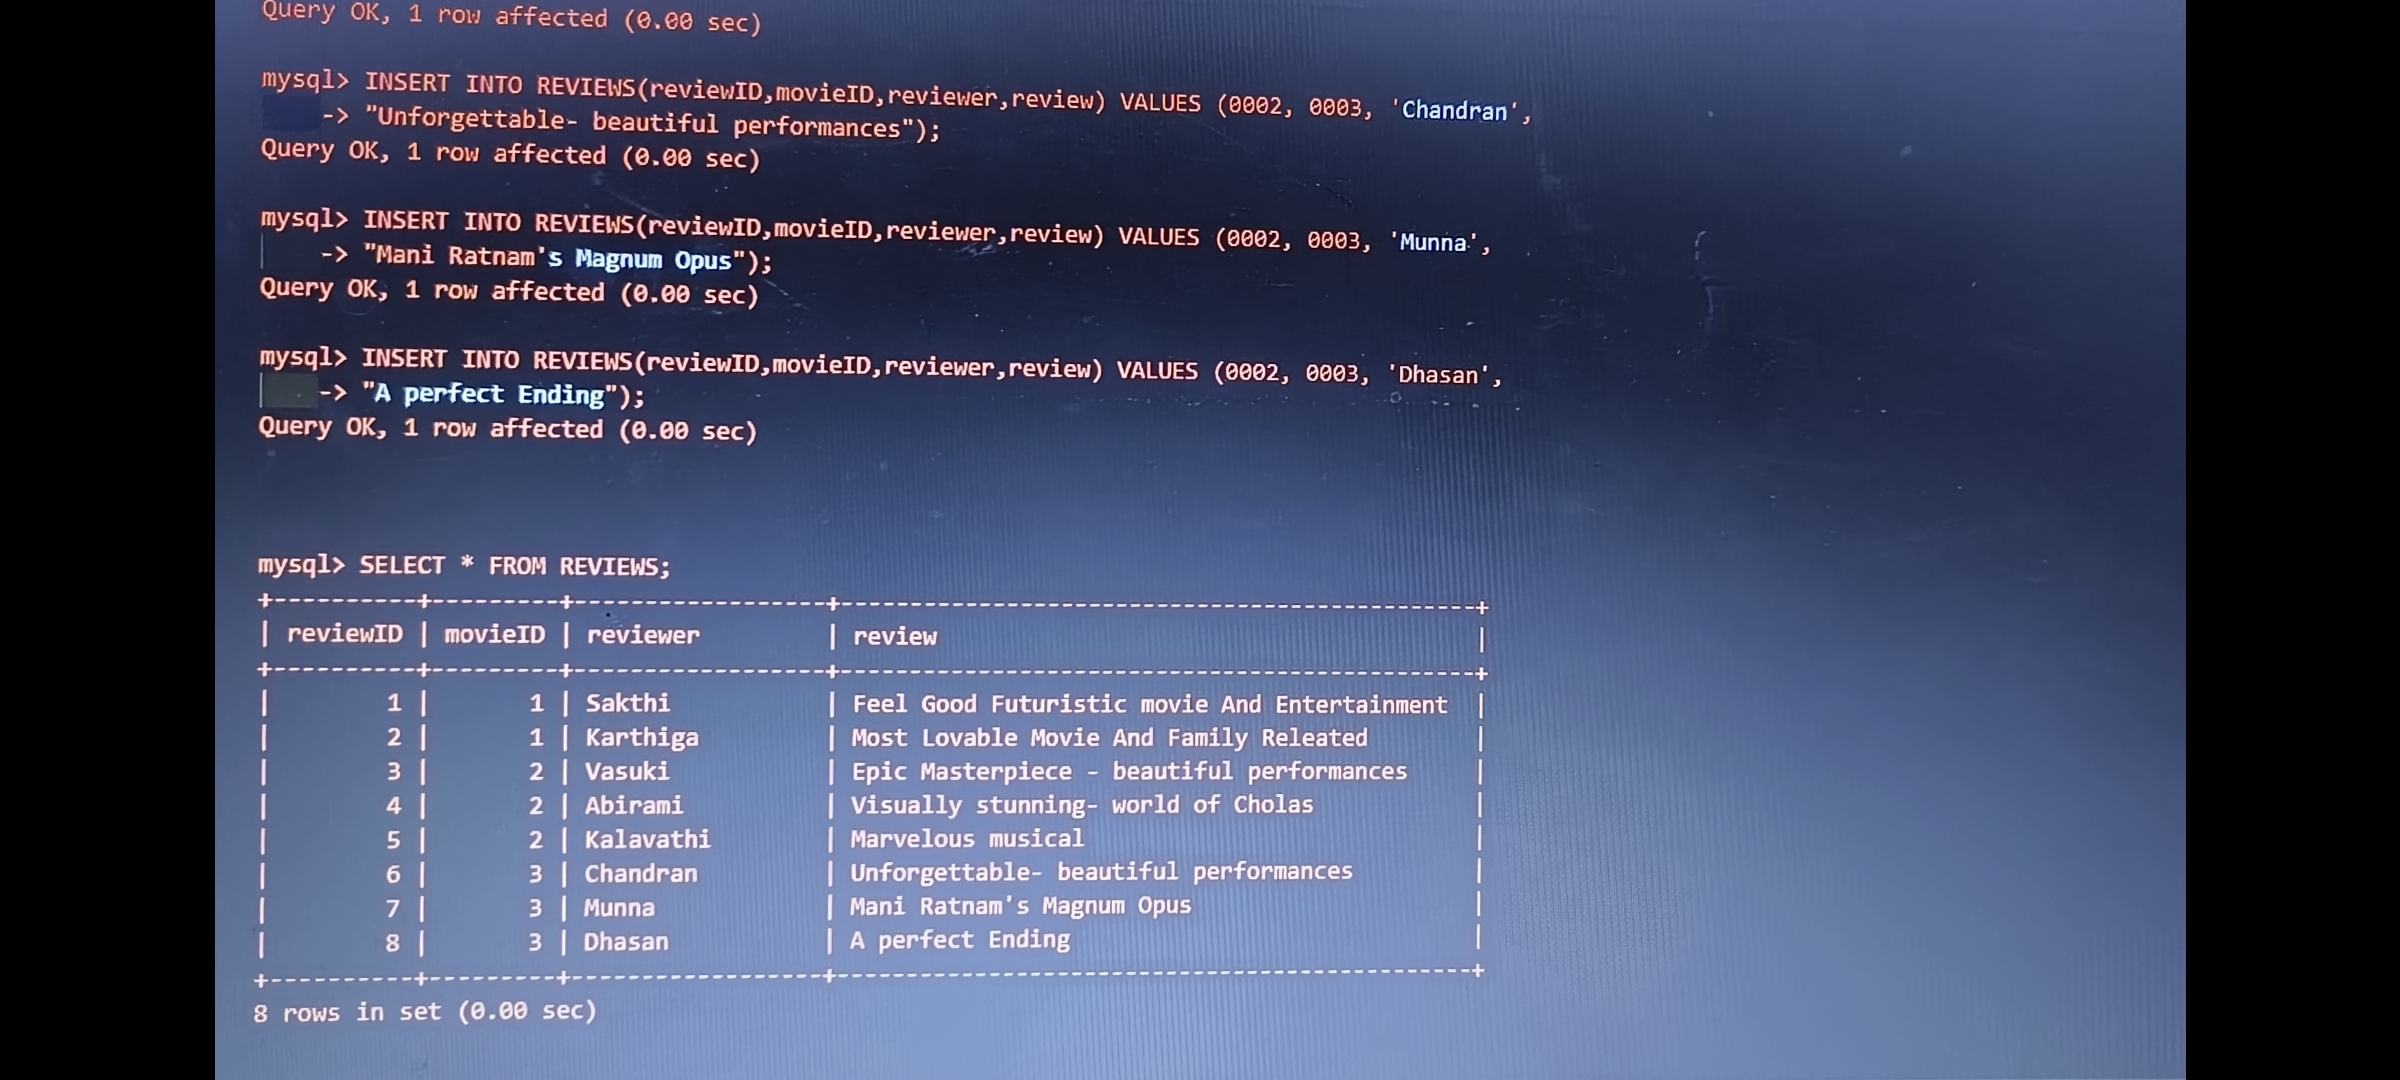 Query OK, 1 row affected (0.00 sec)
mysql> INSERT INTO REVIEWS(reviewID,movieID,reviewer,review) VALUES (0002, 0003, 'Chandran',
-> "Unforgettable- beautiful performances");
Query OK, 1 row affected (0.00 sec)
mysql> INSERT INTO REVIEWS(reviewID,movieID,reviewer,review) VALUES (0002, 0003, 'Munna',
-> "Mani Ratnam's Magnum Opus");
Query OK, 1 row affected (0.00 sec)
mysql> INSERT INTO REVIEWS(reviewID,movieID,reviewer,review) VALUES (0002, 0003, 'Dhasan',
-> "A perfect Ending");
Query OK, 1 row affected (0.00 sec)
mysql> SELECT * FROM REVIEWS;
| reviewID | movieID | reviewer | review |
| 1 | 1 | Sakthi | Feel Good Futuristic movie And Entertainment |
| 2 | 1 | Karthiga | Most Lovable Movie And Family Releated |
| 3 | 2 | Vasuki | Epic Masterpiece - beautiful performances |
| 4 | 2 | Abirami | Visually stunning- world of Cholas |
| 5 | 2 | Kalavathi | Marvelous musical |
| 6 | 3 | Chandran | Unforgettable- beautiful performances |
| 7 | 3 | Munna | Mani Ratnam's Magnum Opus |
| 8 | 3 | Dhasan | A perfect Ending |
8 rows in set (0.00 sec)